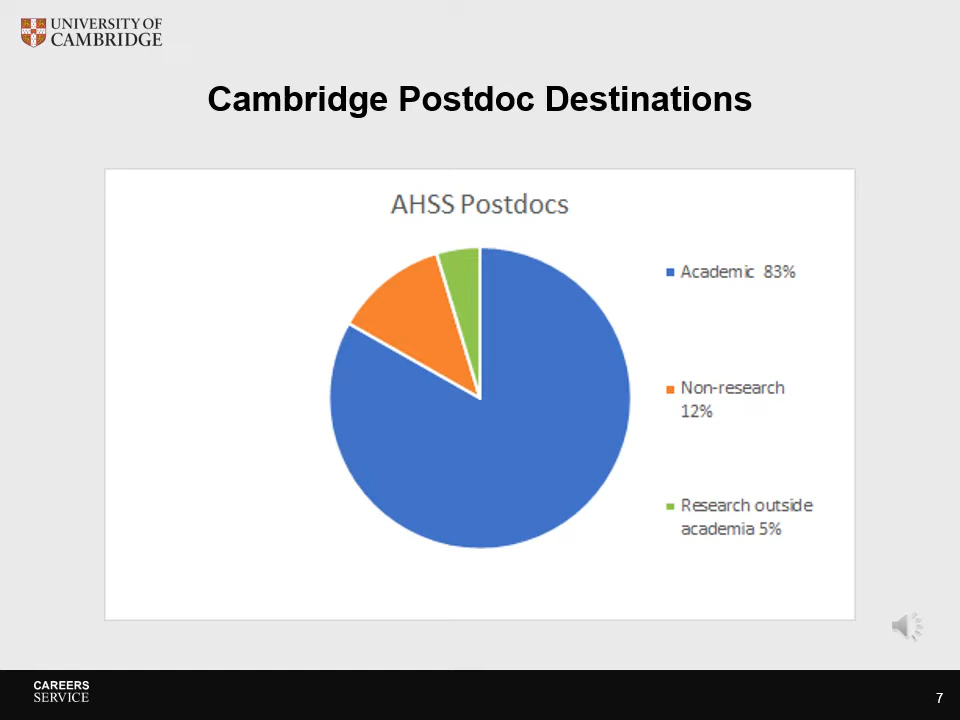 UNIVERSITY OF
CAMBRIDGE
Cambridge Postdoc Destinations
AHSS Postdocs
Academic 83%
Non-research
12%
Research outside
academia 5%
CAREERS
SERVICE
7